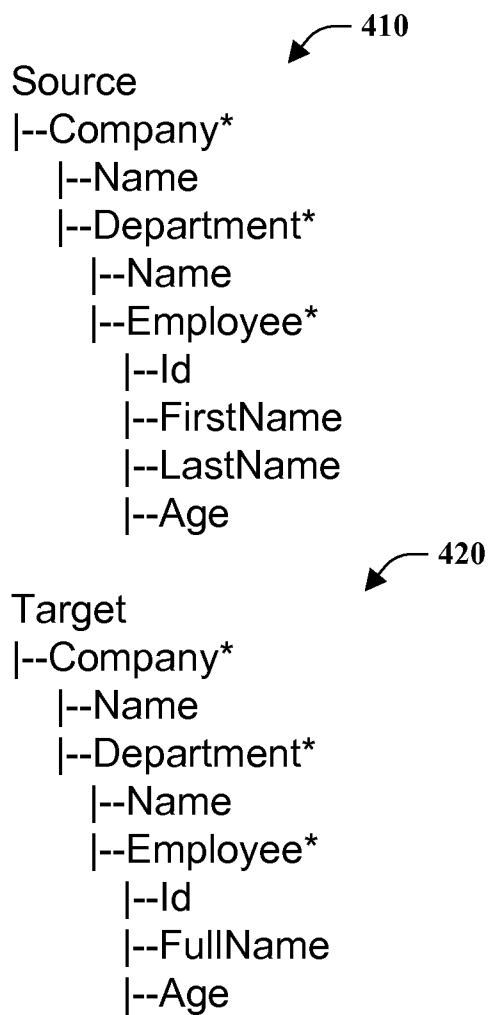 410
Source
|--Company*
|--Name
|--Department*
|--Name
|--Employee*
|--Id
|--FirstName
|--LastName
|--Age
420
Target
|--Company*
|--Name
|--Department*
|--Name
|--Employee*
|--Id
|--FullName
|--Age